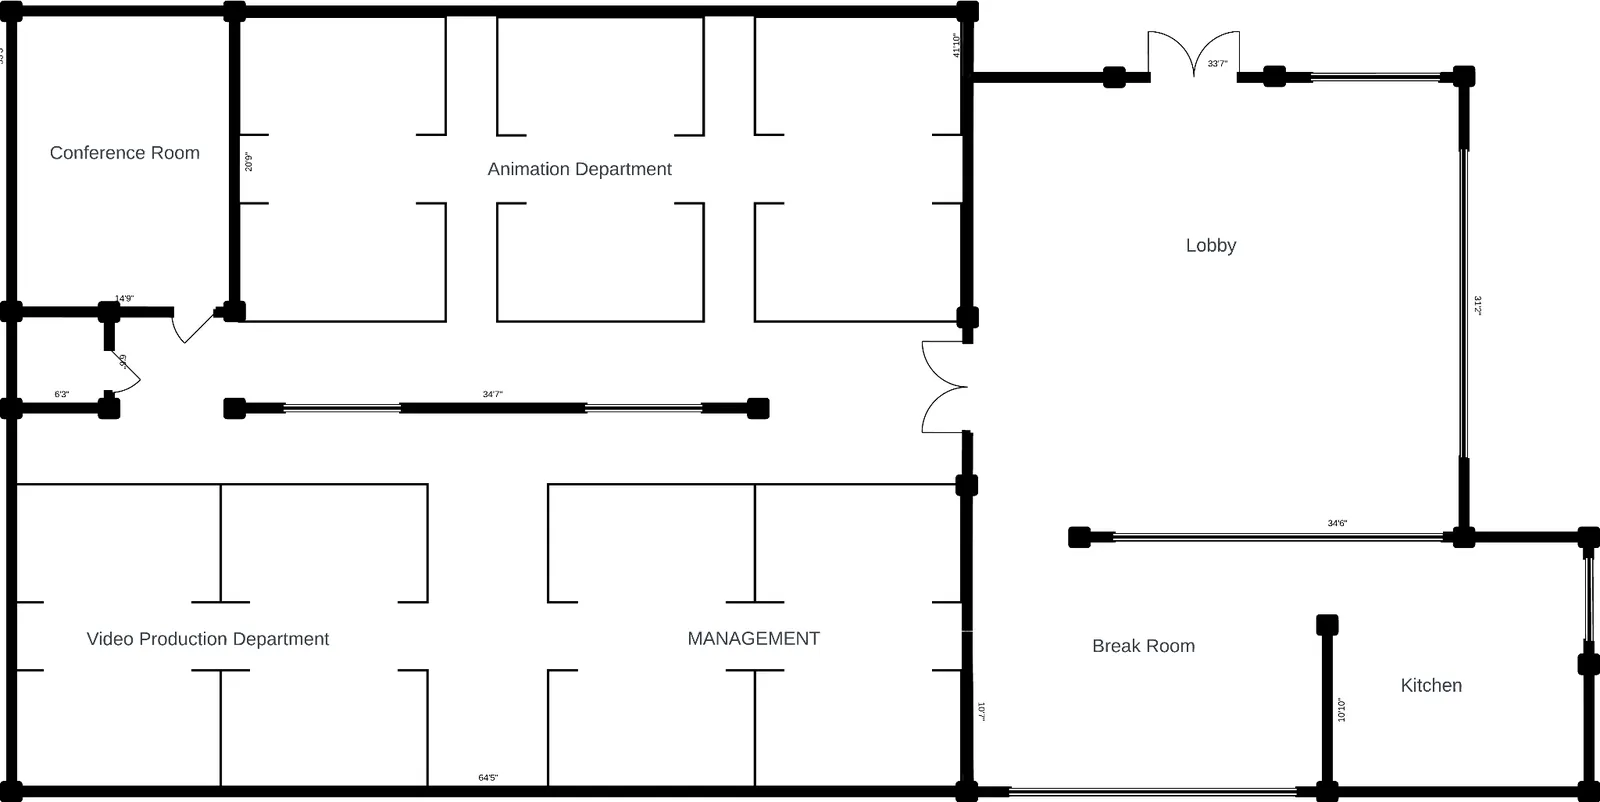 41'10"
33'7"
Conference Room
20'9"
Animation Department
Lobby
14'9"
31'2"
6'3"
34'7"
34'6"
Video Production Department
MANAGEMENT
Break Room
Kitchen
10'7"
10'10"
64'5"